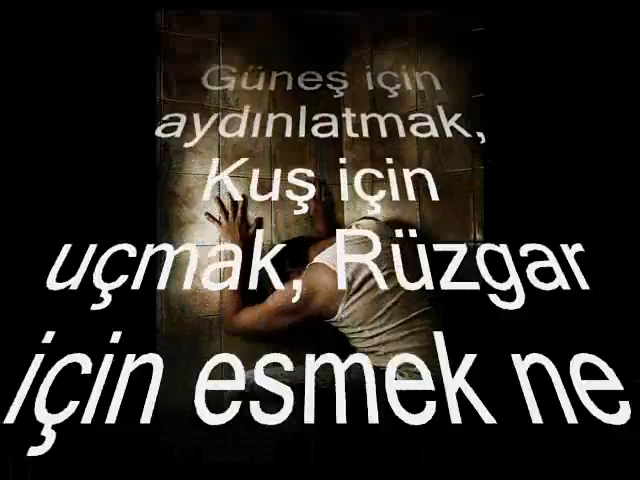 Güneş için
aydınlatmak,
Kuş için
uçmak, Rüzgar
için esmek ne